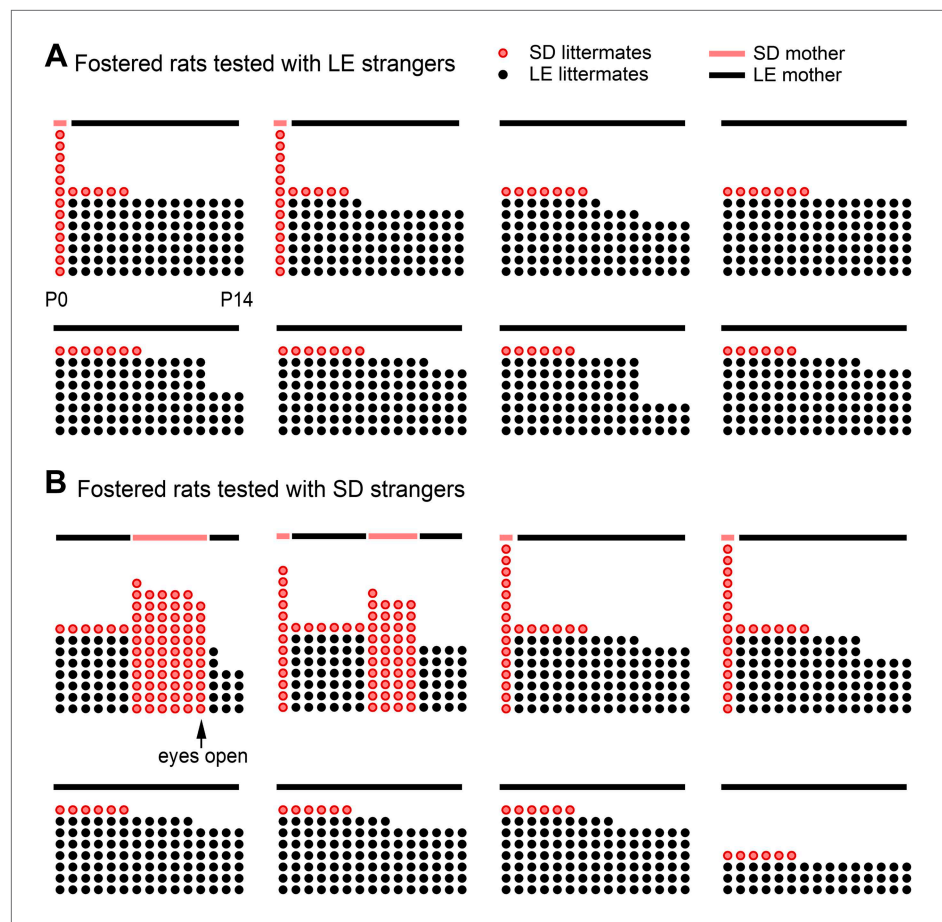 A Fostered rats tested with LE strangers
SD littermates
LE littermates
SD mother
LE mother
P0
P14
B Fostered rats tested with SD strangers
eyes open